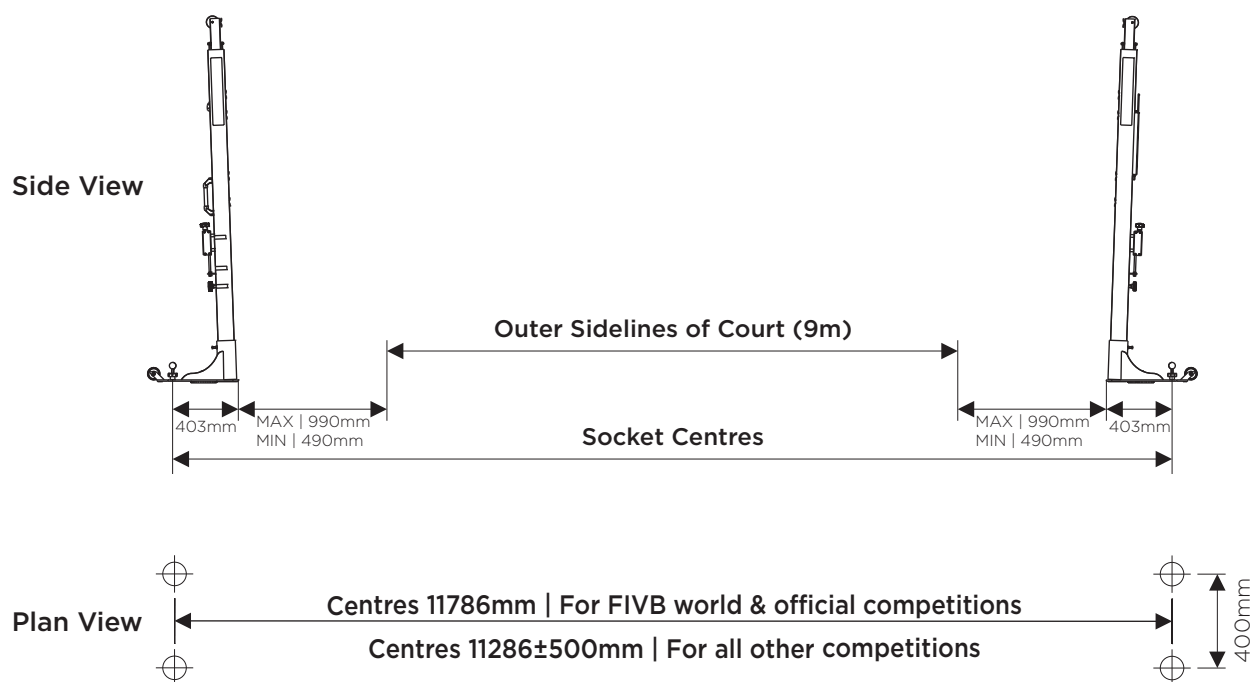 Side View
Outer Sidelines of Court (9m)
403mm
MAX | 990mm
MIN | 490mm
Socket Centres
MAX | 990mm
MIN | 490mm
403mm
Plan View
Centres 11786mm | For FIVB world & official competitions
Centres 11286±500mm | For all other competitions
400mm